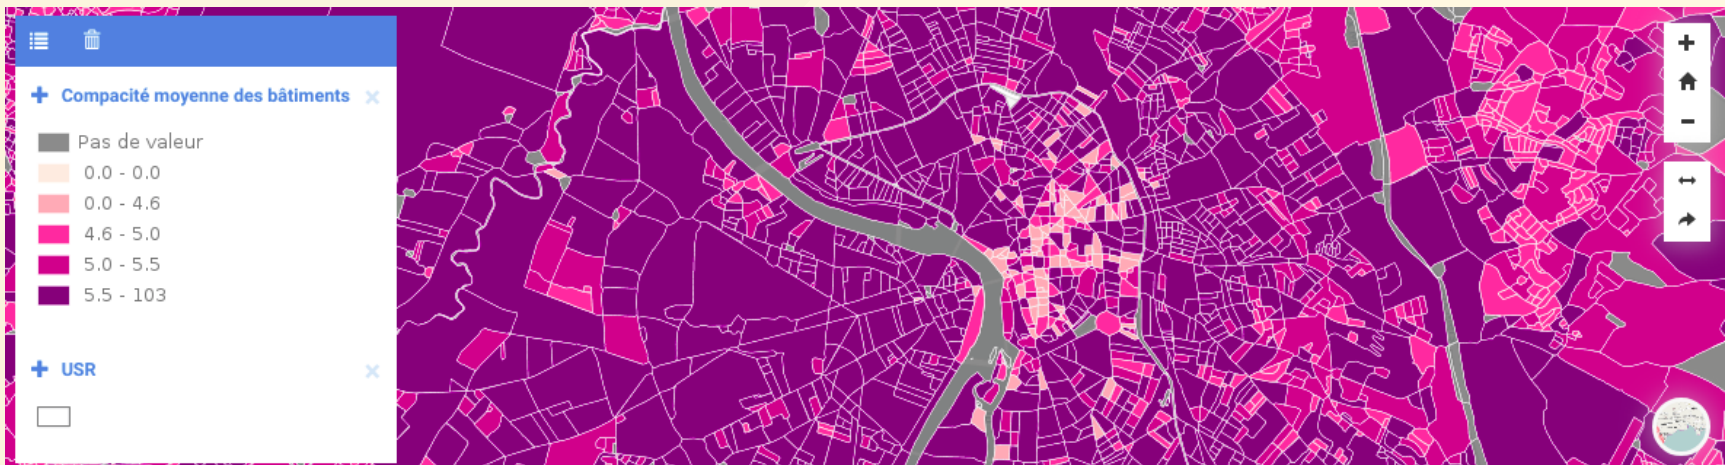 Compacité moyenne des bâtiments
Pas de valeur
0.0 - 0.0
0.0 - 4.6
4.6 - 5.0
5.0 - 5.5
5.5 - 103
USR